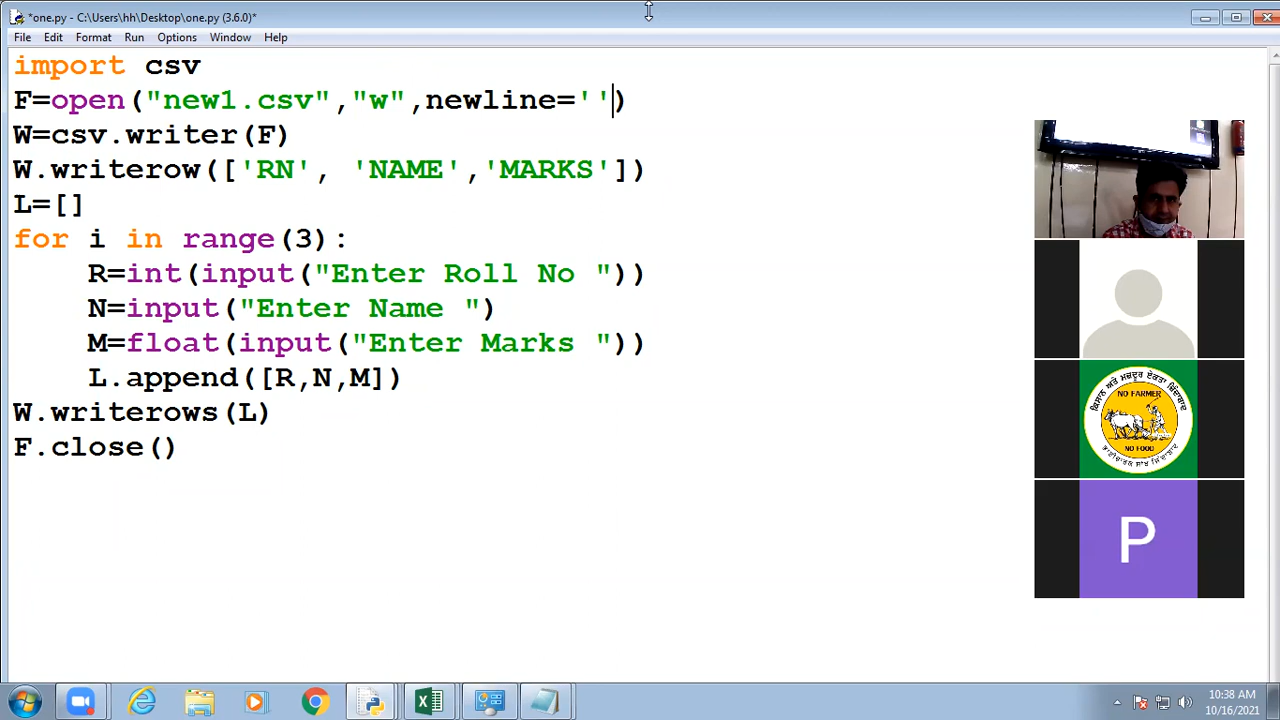 *one.py - C:\Users\hh\Desktop\one.py (3.6.0)*
File Edit Format Run Options Window Help
import csv
F=open("new1.csv","w",newline='')
W=csv.writer(F)
W.writerow(['RN', 'NAME','MARKS'])
L=[]
for i in range(3):
    R=int(input("Enter Roll No "))
    N=input("Enter Name ")
    M=float(input("Enter Marks "))
    L.append([R,N,M])
W.writerows(L)
F.close()
ਕਿਸਾਨ ਅਤੇ ਮਜ਼ਦੂਰ ਏਕਤਾ ਜ਼ਿੰਦਾਬਾਦ
NO FARMER
NO FOOD
P
10:38 AM
10/16/2021